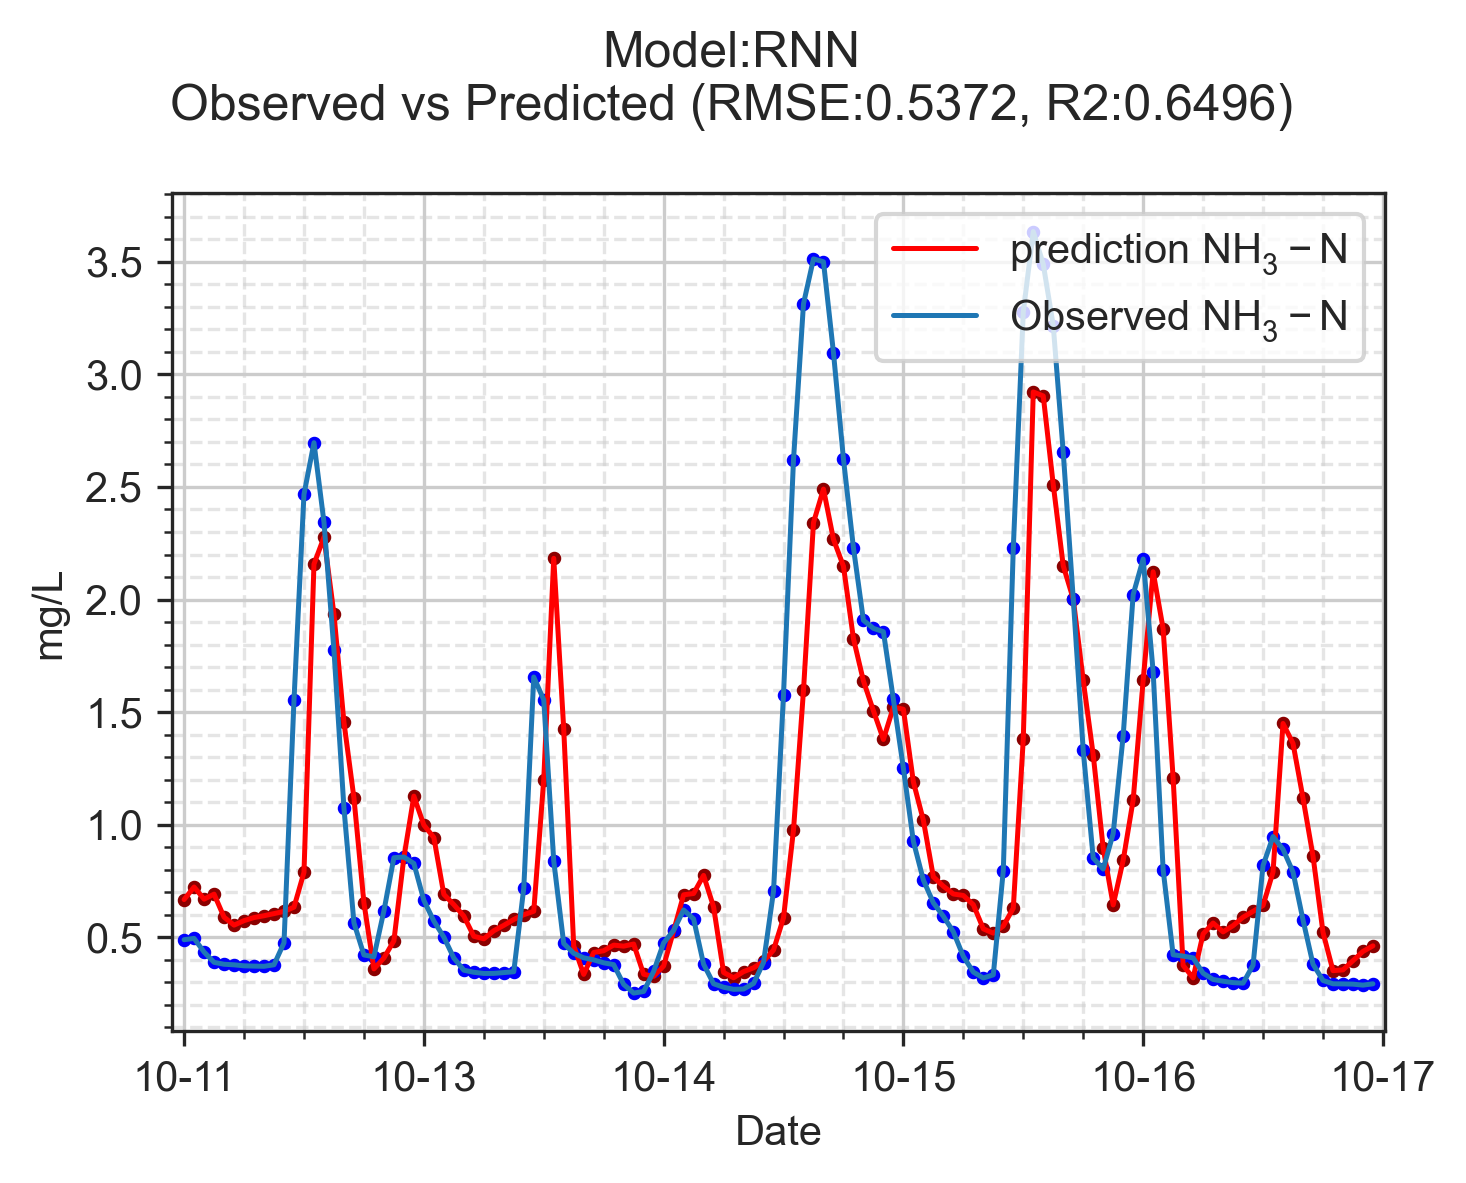 Model:RNN
Observed vs Predicted (RMSE:0.5372, R2:0.6496)
prediction NH₃ − N
Observed NH₃ − N
3.5
3.0
2.5
2.0
1.5
1.0
0.5
mg/L
10-11 10-13 10-14 10-15 10-16 10-17
Date